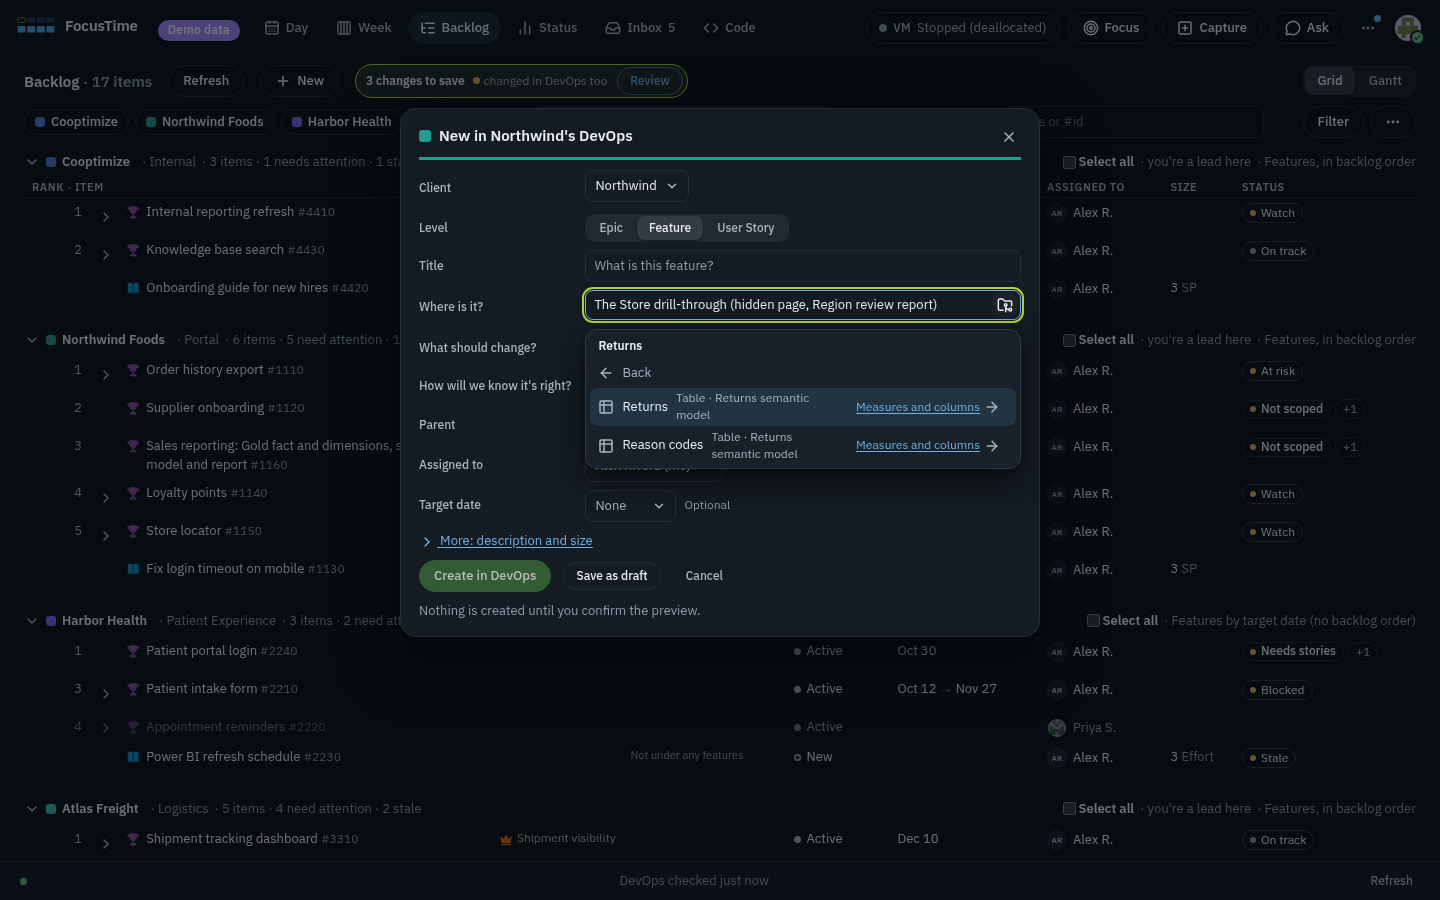 FocusTime
Demo data
Day
Week
Backlog
Status
Inbox 5
Code
VM Stopped (deallocated)
Focus
Capture
Ask
Backlog · 17 items
Refresh
New
3 changes to save
changed in DevOps too
Review
Grid
Gantt
Cooptimize
Northwind Foods
Harbor Health
s or #id
Filter
Cooptimize · Internal · 3 items · 1 needs attention · 1 sta
Select all · you're a lead here · Features, in backlog order
RANK · ITEM
ASSIGNED TO
SIZE
STATUS
1 Internal reporting refresh #4410
AR Alex R.
Watch
2 Knowledge base search #4430
AR Alex R.
On track
Onboarding guide for new hires #4420
AR Alex R.
3 SP
Northwind Foods · Portal · 6 items · 5 need attention · 1
Select all · you're a lead here · Features, in backlog order
1 Order history export #1110
AR Alex R.
At risk
2 Supplier onboarding #1120
AR Alex R.
Not scoped +1
3 Sales reporting: Gold fact and dimensions, s
model and report #1160
AR Alex R.
Not scoped +1
4 Loyalty points #1140
AR Alex R.
Watch
5 Store locator #1150
AR Alex R.
Watch
Fix login timeout on mobile #1130
AR Alex R.
3 SP
Harbor Health · Patient Experience · 3 items · 2 need att
Select all · Features by target date (no backlog order)
1 Patient portal login #2240
Active
Oct 30
AR Alex R.
Needs stories +1
3 Patient intake form #2210
Active
Oct 12 → Nov 27
AR Alex R.
Blocked
4 Appointment reminders #2220
Active
Priya S.
Power BI refresh schedule #2230
Not under any features
New
AR Alex R.
3 Effort
Stale
Atlas Freight · Logistics · 5 items · 4 need attention · 2 stale
Select all · you're a lead here · Features, in backlog order
1 Shipment tracking dashboard #3310
Shipment visibility
Active
Dec 10
AR Alex R.
On track
DevOps checked just now
Refresh
New in Northwind's DevOps
Client
Northwind
Level
Epic
Feature
User Story
Title
What is this feature?
Where is it?
The Store drill-through (hidden page, Region review report)
What should change?
How will we know it's right?
Parent
Assigned to
Returns
Back
Returns
Table · Returns semantic
model
Measures and columns
Reason codes
Table · Returns
semantic model
Measures and columns
Target date
None
Optional
More: description and size
Create in DevOps
Save as draft
Cancel
Nothing is created until you confirm the preview.